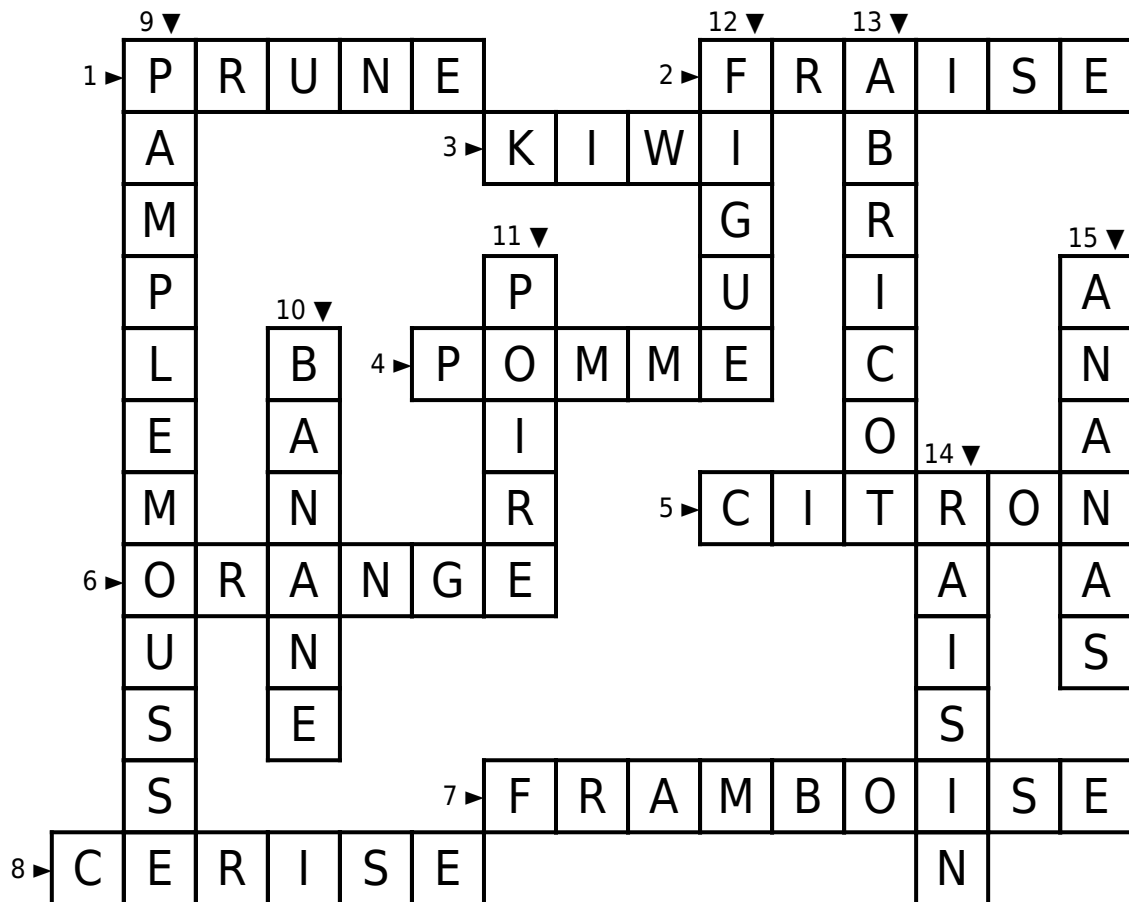 9 ▼ 12 ▼ 13 ▼
1 ► P R U N E 2 ► F R A I S E
A 3 ► K I W I B
M 11 ▼ G R 15 ▼
P 10 ▼ P U I A
L B 4 ► P O M M E C N
E A I O 14 ▼ A
M N R 5 ► C I T R O N
6 ► O R A N G E A A
U N I S
S E S
S 7 ► F R A M B O I S E
8 ► C E R I S E N